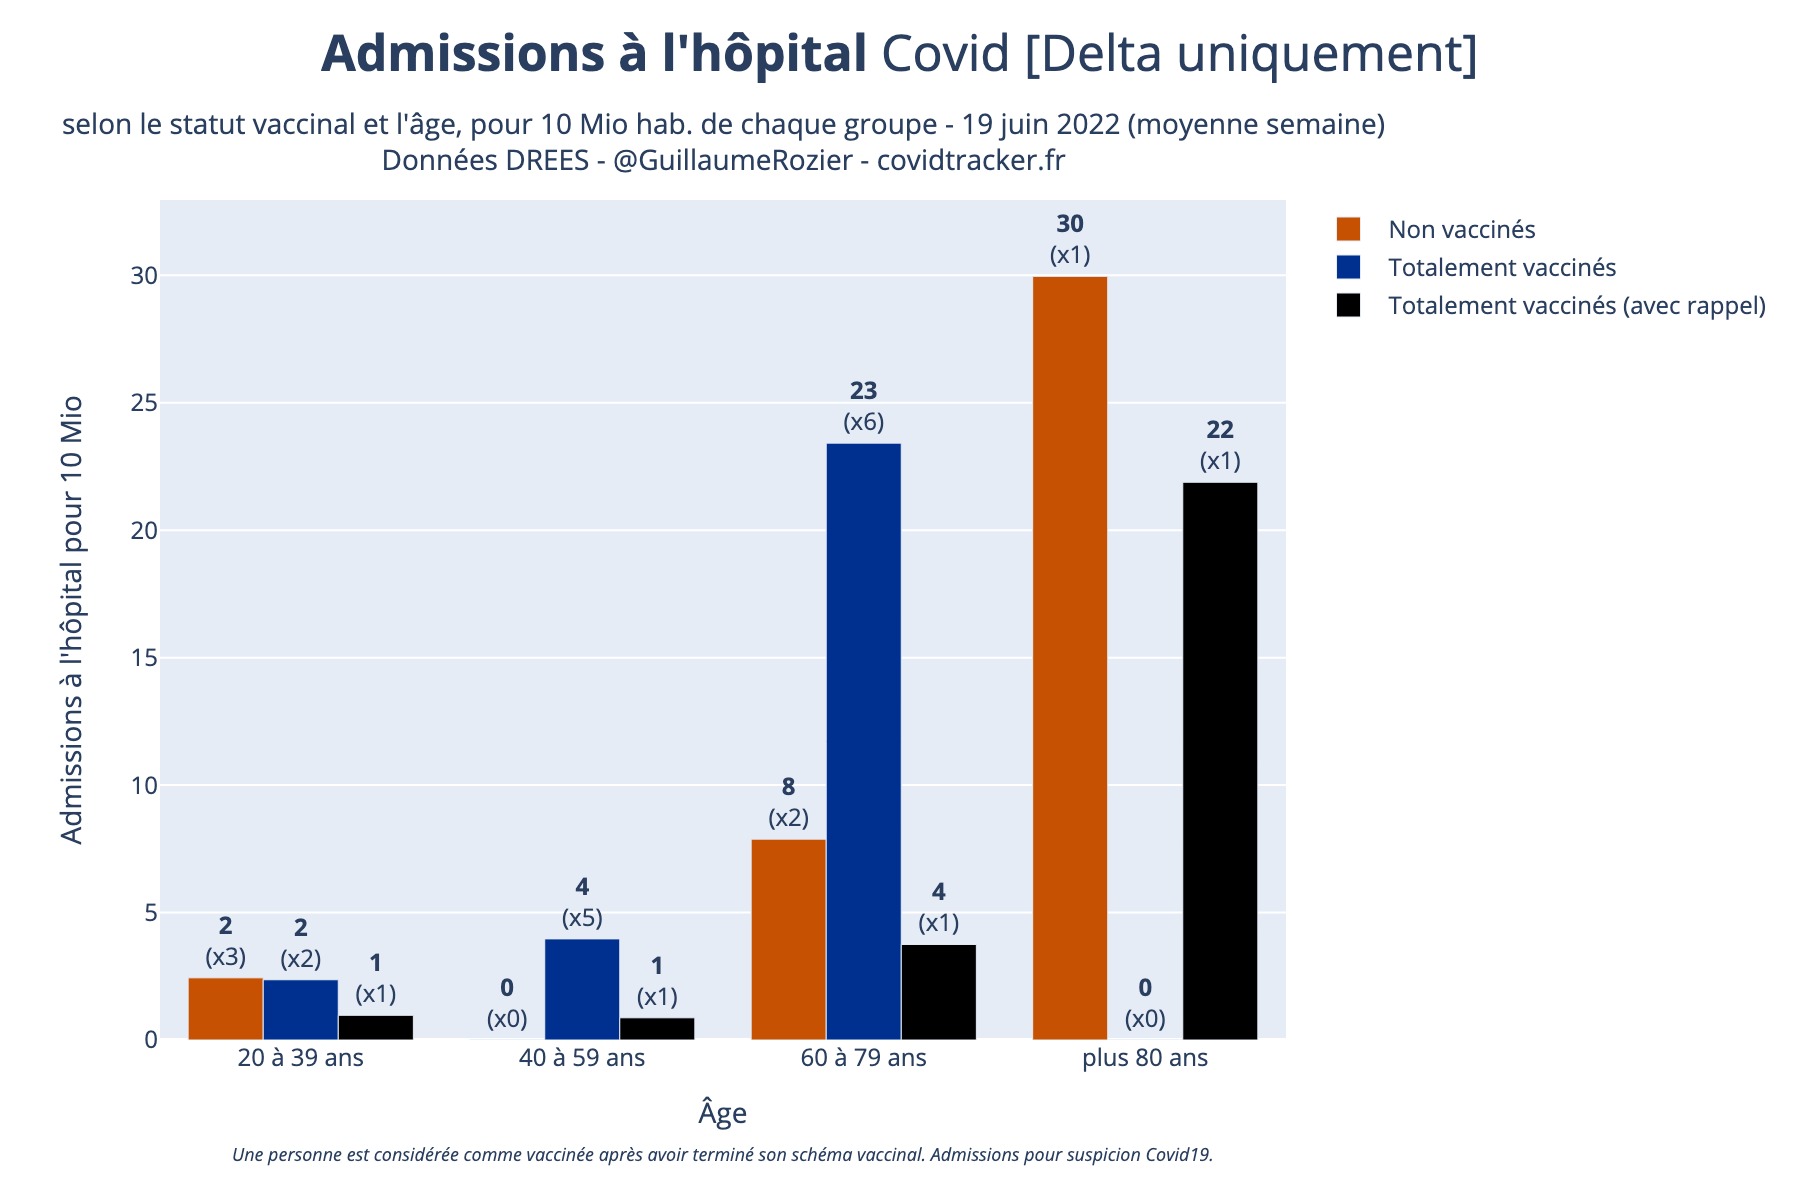 Admissions à l'hôpital Covid [Delta uniquement]
selon le statut vaccinal et l'âge, pour 10 Mio hab. de chaque groupe - 19 juin 2022 (moyenne semaine)
Données DREES - @GuillaumeRozier - covidtracker.fr
Non vaccinés
Totalement vaccinés
Totalement vaccinés (avec rappel)
Admissions à l'hôpital pour 10 Mio
30
25
20
15
10
5
0
2
(x3)
2
(x2)
1
(x1)
0
(x0)
4
(x5)
1
(x1)
8
(x2)
23
(x6)
4
(x1)
30
(x1)
0
(x0)
22
(x1)
20 à 39 ans
40 à 59 ans
60 à 79 ans
plus 80 ans
Âge
Une personne est considérée comme vaccinée après avoir terminé son schéma vaccinal. Admissions pour suspicion Covid19.